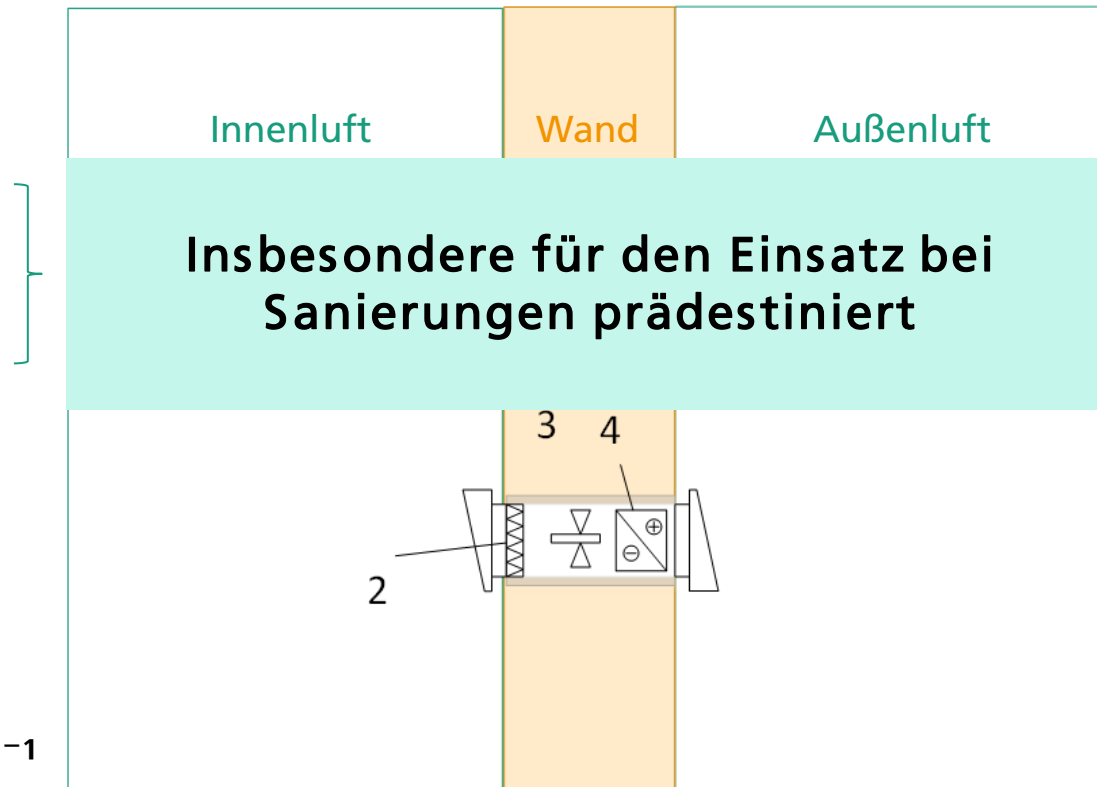 Innenluft Wand Außenluft
Insbesondere für den Einsatz bei
Sanierungen prädestiniert
3 4
2
–1